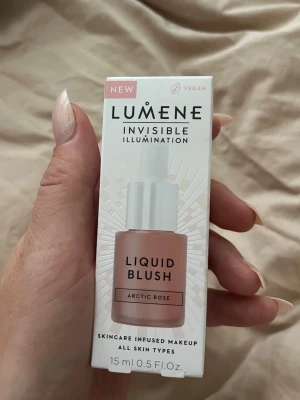 NEW
VEGAN
LUMENE
INVISIBLE
ILLUMINATION
LIQUID
BLUSH
ARCTIC ROSE
SKINCARE INFUSED MAKEUP
ALL SKIN TYPES
15 ml 0.5 Fl.Oz.